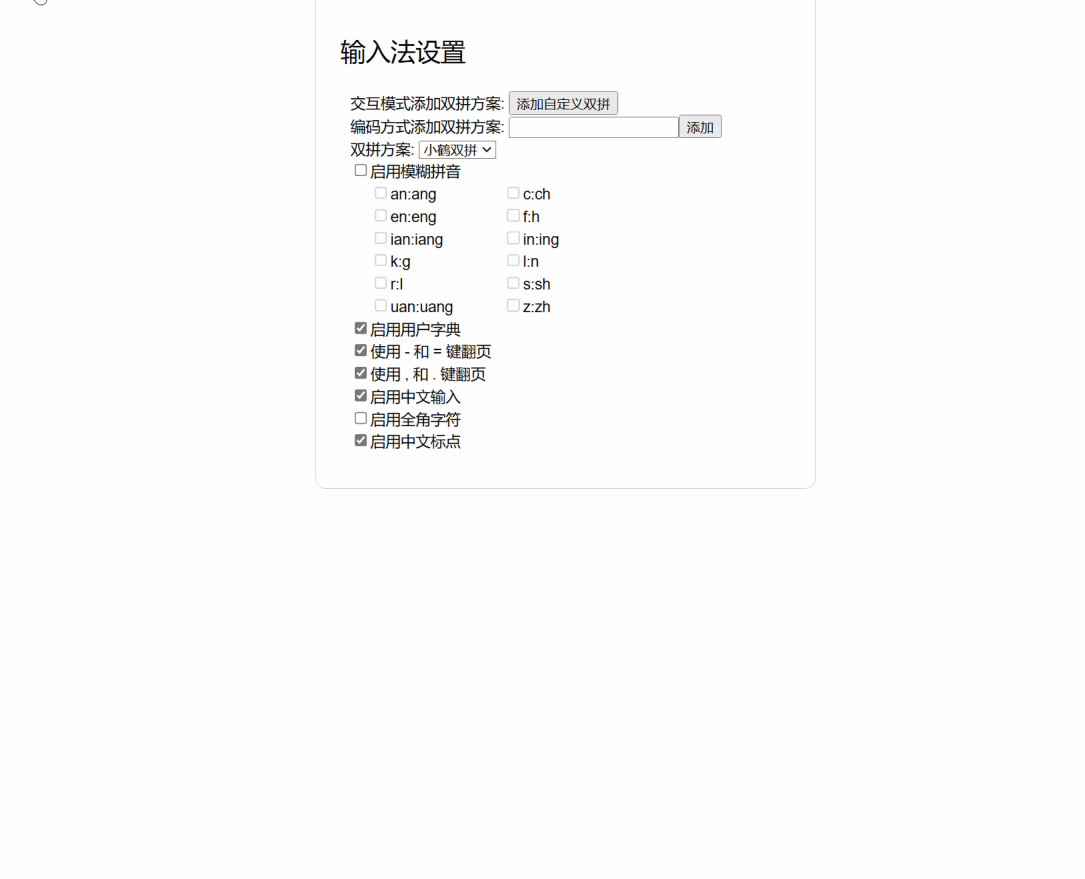 输入法设置
交互模式添加双拼方案: 添加自定义双拼
编码方式添加双拼方案: 添加
双拼方案: 小鹤双拼
启用模糊拼音
an:ang c:ch
en:eng f:h
ian:iang in:ing
k:g l:n
r:l s:sh
uan:uang z:zh
启用用户字典
使用 - 和 = 键翻页
使用 , 和 . 键翻页
启用中文输入
启用全角字符
启用中文标点